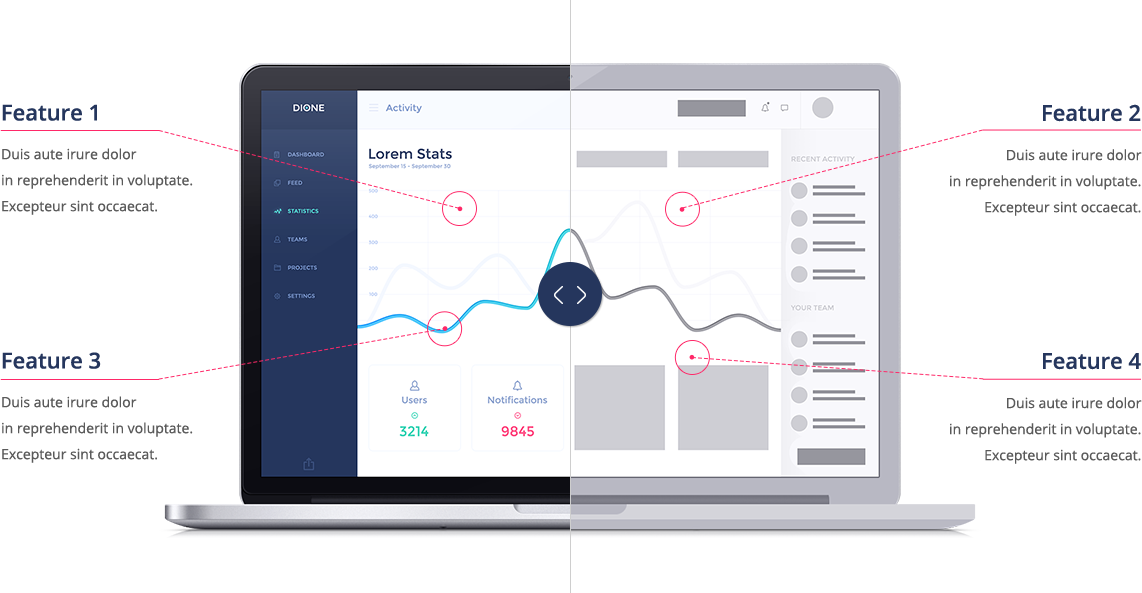 Feature 1
Duis aute irure dolor
in reprehenderit in voluptate.
Excepteur sint occaecat.
Feature 3
Duis aute irure dolor
in reprehenderit in voluptate.
Excepteur sint occaecat.
DIONE
DASHBOARD
FEED
STATISTICS
TEAMS
PROJECTS
SETTINGS
Activity
Lorem Stats
September 15 - September 30
500
400
300
200
100
Users
3214
Notifications
9845
RECENT ACTIVITY
YOUR TEAM
Feature 2
Duis aute irure dolor
in reprehenderit in voluptate.
Excepteur sint occaecat.
Feature 4
Duis aute irure dolor
in reprehenderit in voluptate.
Excepteur sint occaecat.